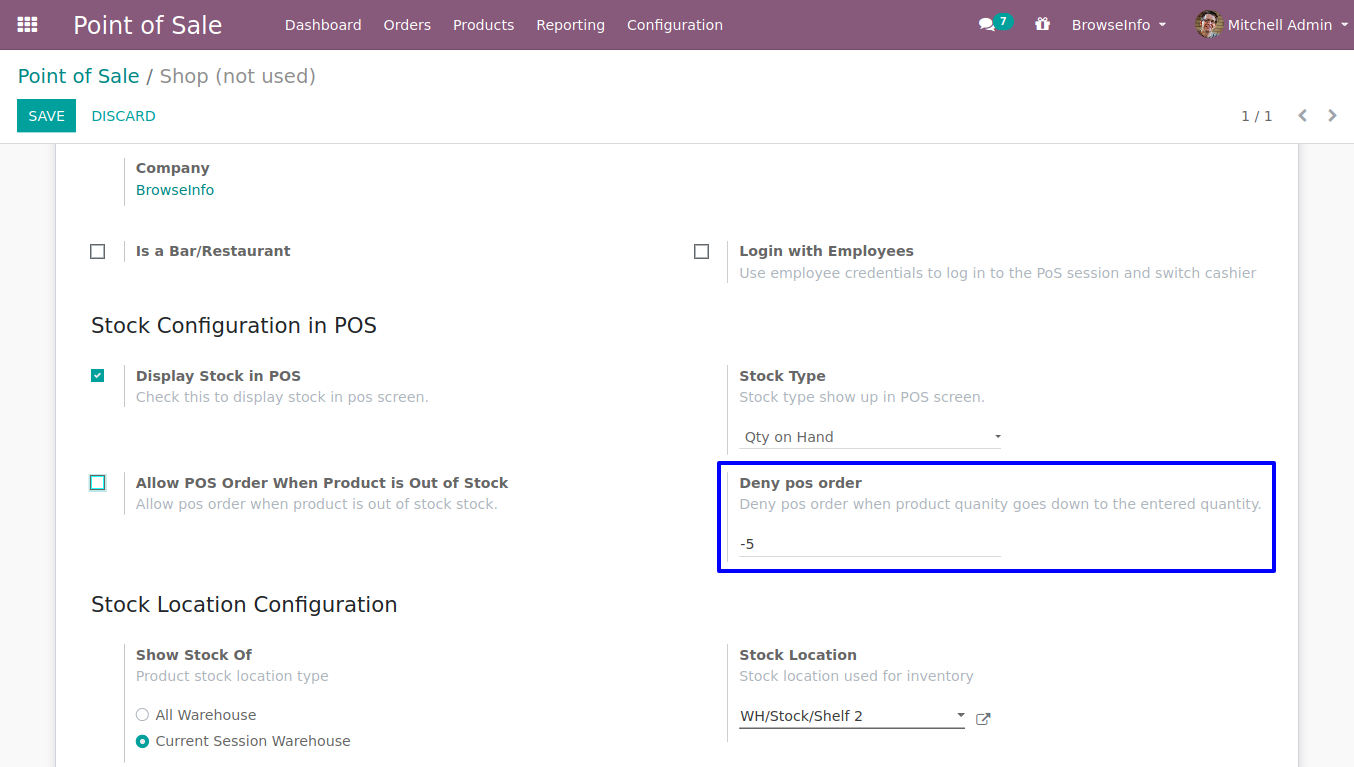 Point of Sale Dashboard Orders Products Reporting Configuration 7 BrowseInfo Mitchell Admin
Point of Sale / Shop (not used)
SAVE DISCARD 1 / 1
Company
BrowseInfo
Is a Bar/Restaurant
Login with Employees
Use employee credentials to log in to the PoS session and switch cashier
Stock Configuration in POS
Display Stock in POS
Check this to display stock in pos screen.
Stock Type
Stock type show up in POS screen.
Qty on Hand
Allow POS Order When Product is Out of Stock
Allow pos order when product is out of stock stock.
Deny pos order
Deny pos order when product quanity goes down to the entered quantity.
-5
Stock Location Configuration
Show Stock Of
Product stock location type
All Warehouse
Current Session Warehouse
Stock Location
Stock location used for inventory
WH/Stock/Shelf 2